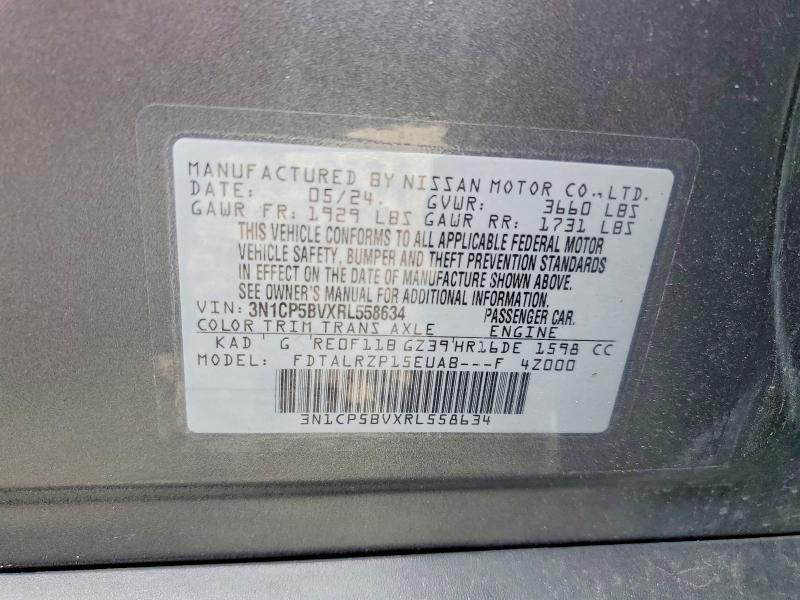 MANUFACTURED BY NISSAN MOTOR CO.,LTD.
DATE: 05/24. GVWR: 3660 LBS
GAWR FR: 1929 LBS GAWR RR: 1731 LBS
THIS VEHICLE CONFORMS TO ALL APPLICABLE FEDERAL MOTOR
VEHICLE SAFETY, BUMPER AND THEFT PREVENTION STANDARDS
IN EFFECT ON THE DATE OF MANUFACTURE SHOWN ABOVE.
SEE OWNER'S MANUAL FOR ADDITIONAL INFORMATION.
VIN: 3N1CP5BVXRL558634 PASSENGER CAR.
COLOR TRIM TRANS AXLE ENGINE
KAD G RE0F11B GZ39 HR16DE 1598 CC
MODEL: FDTALRZP15EUAB---F 4Z000
3N1CP5BVXRL558634